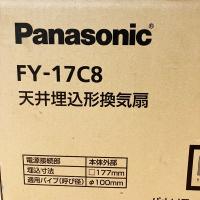 Panasonic
FY-17C8
天井埋込形換気扇
電源接続部 本体外部
埋込寸法 □177mm
適用パイプ(呼び径) φ100mm